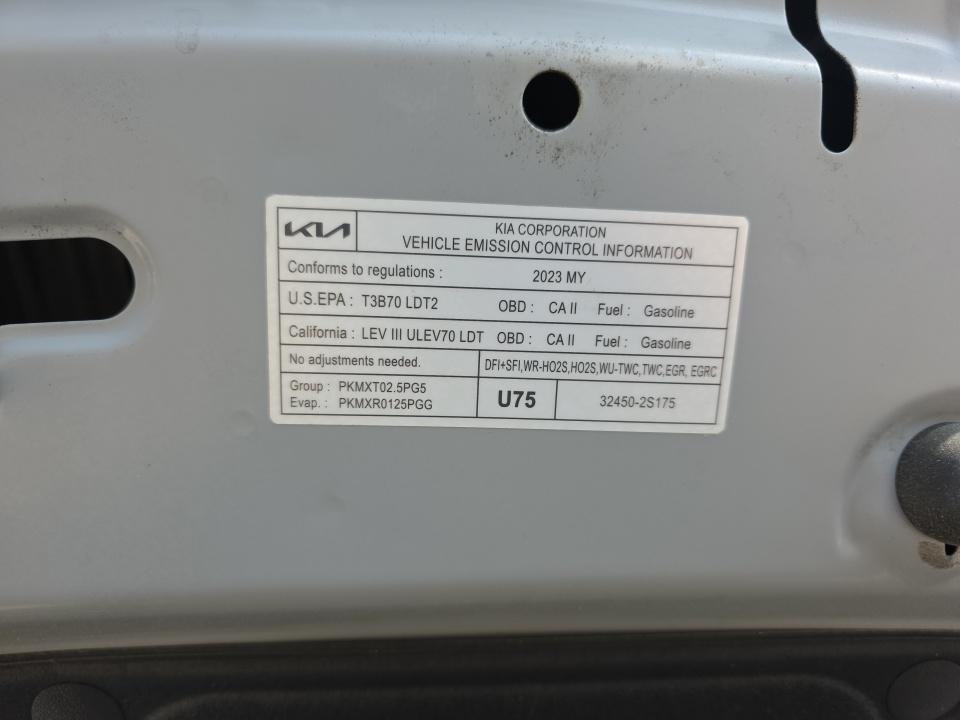 KIA
KIA CORPORATION
VEHICLE EMISSION CONTROL INFORMATION
Conforms to regulations : 2023 MY
U.S.EPA : T3B70 LDT2 OBD : CA II Fuel : Gasoline
California : LEV III ULEV70 LDT OBD : CA II Fuel : Gasoline
No adjustments needed. DFI+SFI,WR-HO2S,HO2S,WU-TWC,TWC,EGR, EGRC
Group : PKMXT02.5PG5
Evap. : PKMXR0125PGG
U75
32450-2S175